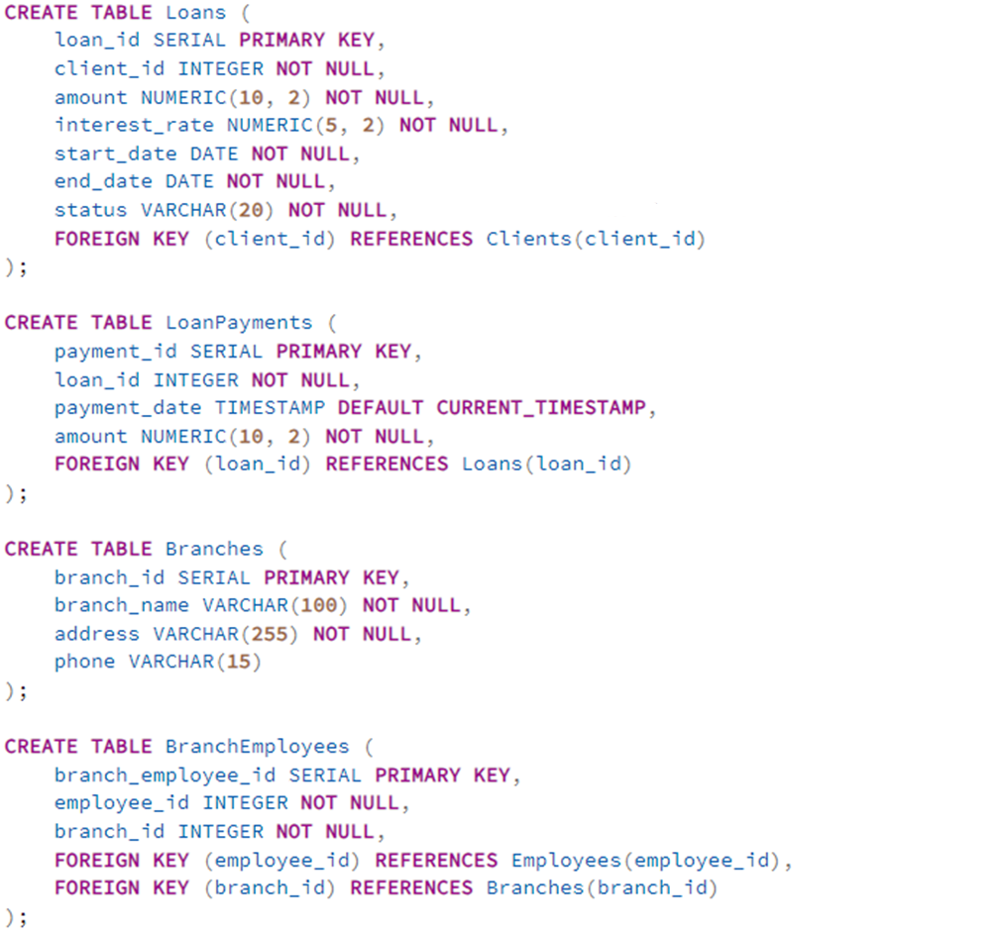 CREATE TABLE Loans (
    loan_id SERIAL PRIMARY KEY,
    client_id INTEGER NOT NULL,
    amount NUMERIC(10, 2) NOT NULL,
    interest_rate NUMERIC(5, 2) NOT NULL,
    start_date DATE NOT NULL,
    end_date DATE NOT NULL,
    status VARCHAR(20) NOT NULL,
    FOREIGN KEY (client_id) REFERENCES Clients(client_id)
);

CREATE TABLE LoanPayments (
    payment_id SERIAL PRIMARY KEY,
    loan_id INTEGER NOT NULL,
    payment_date TIMESTAMP DEFAULT CURRENT_TIMESTAMP,
    amount NUMERIC(10, 2) NOT NULL,
    FOREIGN KEY (loan_id) REFERENCES Loans(loan_id)
);

CREATE TABLE Branches (
    branch_id SERIAL PRIMARY KEY,
    branch_name VARCHAR(100) NOT NULL,
    address VARCHAR(255) NOT NULL,
    phone VARCHAR(15)
);

CREATE TABLE BranchEmployees (
    branch_employee_id SERIAL PRIMARY KEY,
    employee_id INTEGER NOT NULL,
    branch_id INTEGER NOT NULL,
    FOREIGN KEY (employee_id) REFERENCES Employees(employee_id),
    FOREIGN KEY (branch_id) REFERENCES Branches(branch_id)
);